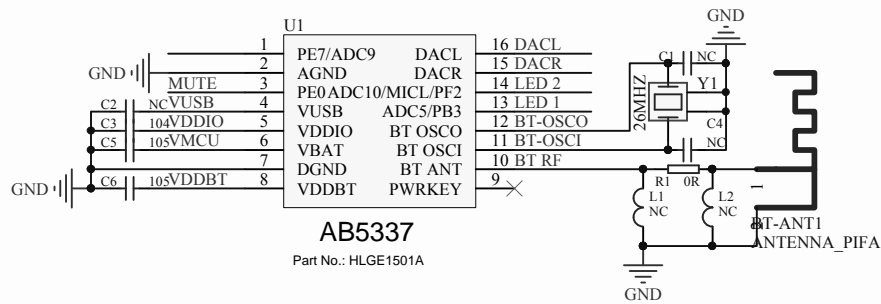 U1
GND
1 PE7/ADC9 DACL 16 DACL
2 AGND DACR 15 DACR
MUTE 3 PE0ADC10/MICL/PF2 14 LED 2
C2 NC VUSB 4 VUSB ADC5/PB3 13 LED 1
C3 104 VDDIO 5 VDDIO BT OSCO 12 BT-OSCO
C5 105 VMCU 6 VBAT BT OSCI 11 BT-OSCI
7 DGND BT ANT 10 BT RF
C6 105 VDDBT 8 VDDBT PWRKEY 9
GND
GND
AB5337
Part No.: HLGE1501A
C1 NC
26MHZ Y1
C4
NC
R1 0R
L1
NC
L2
NC
1
BT-ANT1
ANTENNA_PIFA
GND